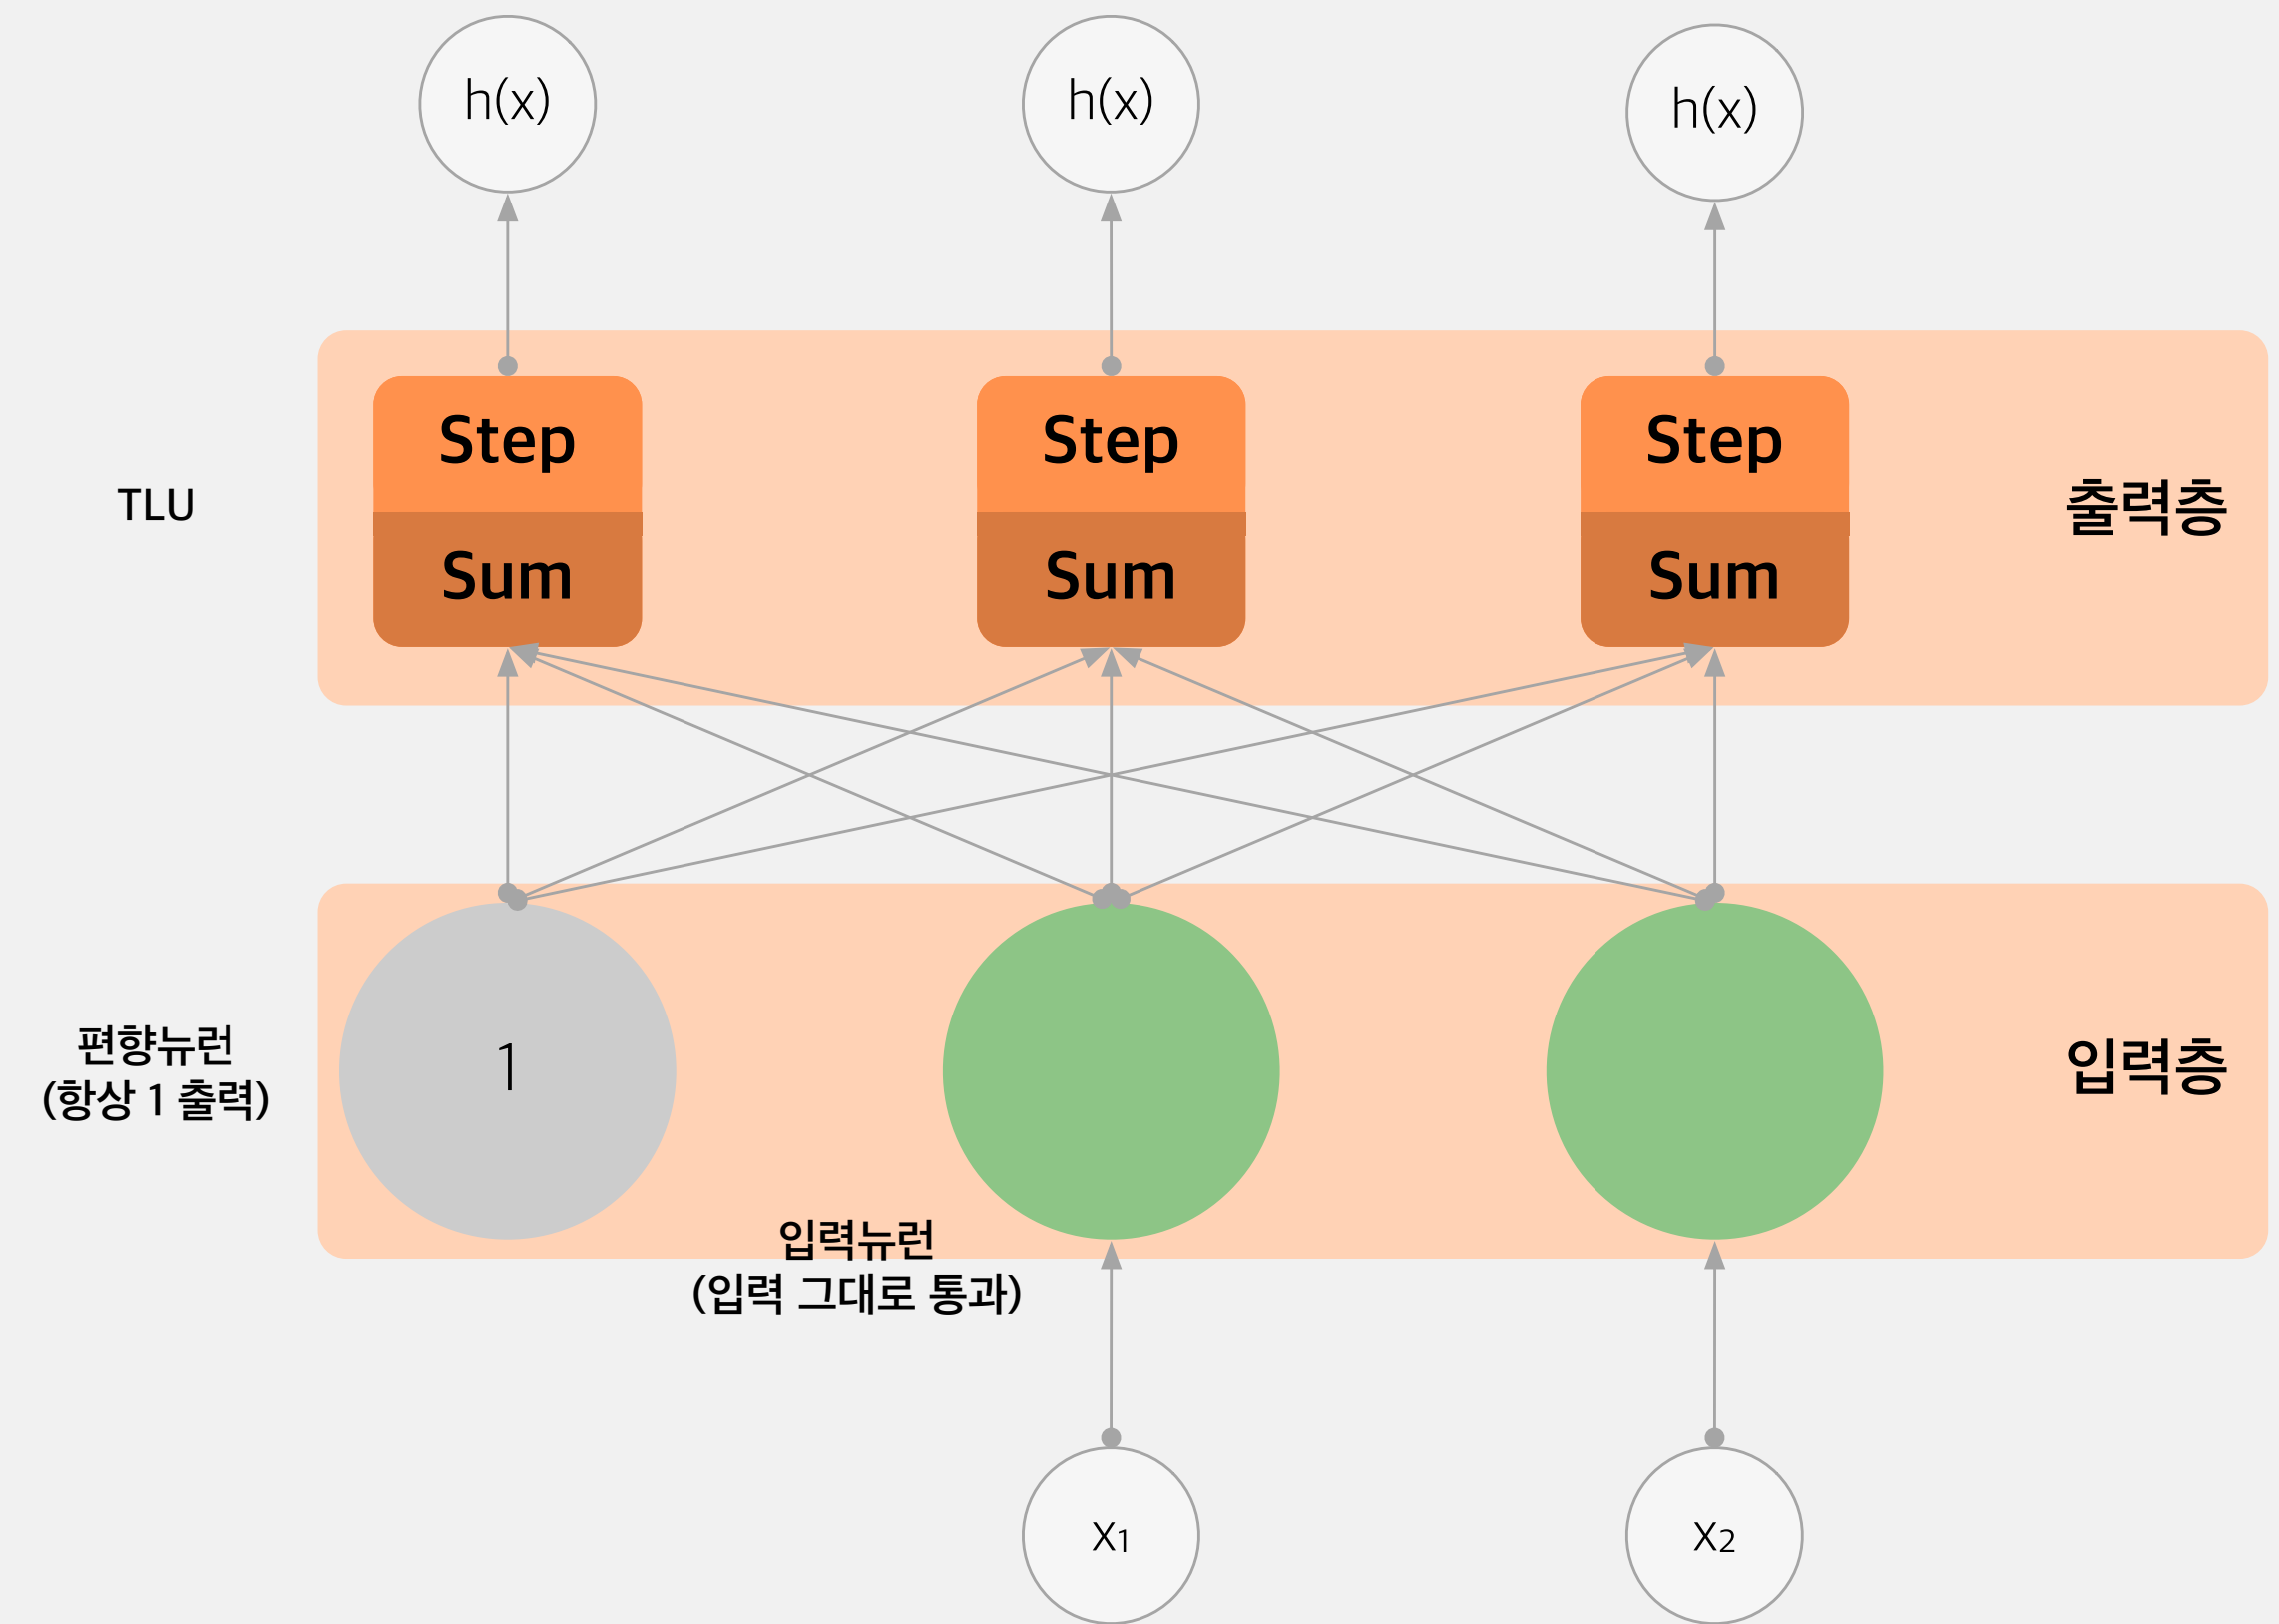 h(x)
h(x)
h(x)
Step
Step
Step
TLU
출력층
Sum
Sum
Sum
편향뉴런
(항상 1 출력)
1
입력층
입력뉴런
(입력 그대로 통과)
x1
x2